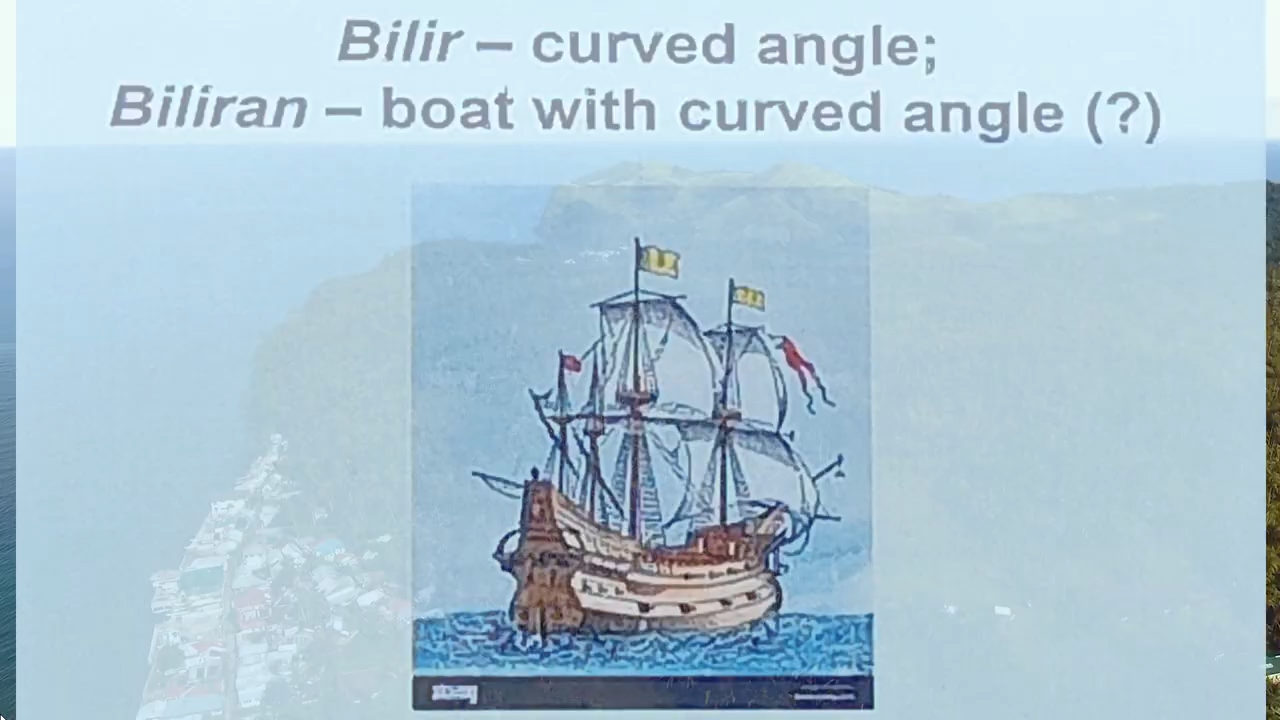 Bilir – curved angle;
Biliran – boat with curved angle (?)